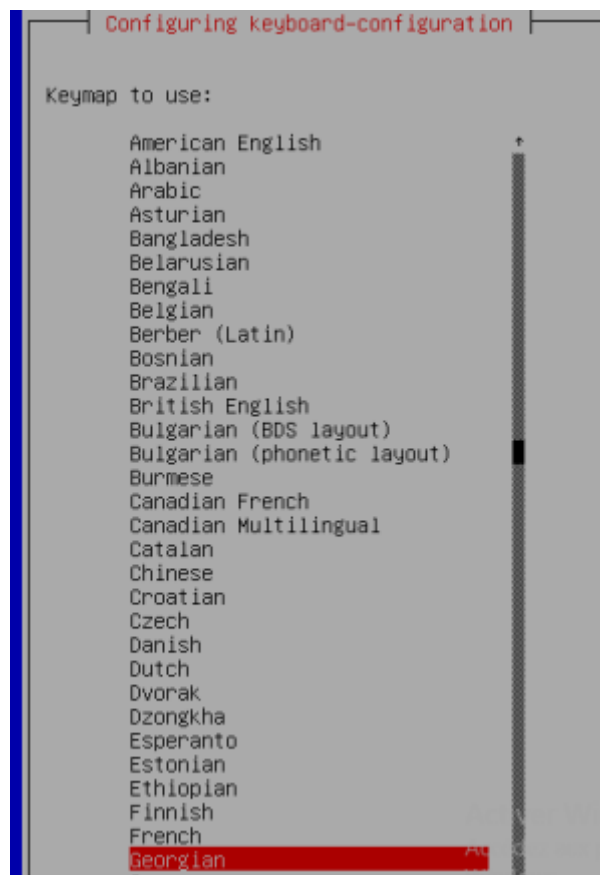 Configuring keyboard-configuration
Keymap to use:
American English
Albanian
Arabic
Asturian
Bangladesh
Belarusian
Bengali
Belgian
Berber (Latin)
Bosnian
Brazilian
British English
Bulgarian (BDS layout)
Bulgarian (phonetic layout)
Burmese
Canadian French
Canadian Multilingual
Catalan
Chinese
Croatian
Czech
Danish
Dutch
Dvorak
Dzongkha
Esperanto
Estonian
Ethiopian
Finnish
French
Georgian